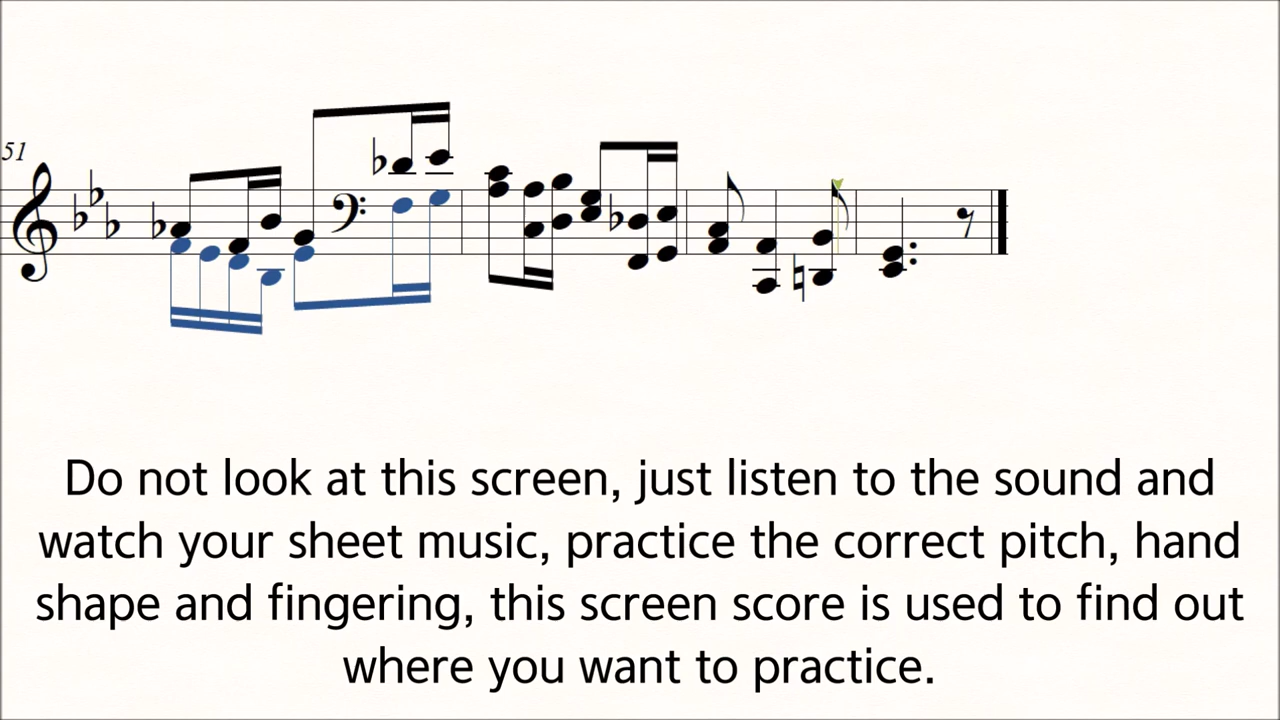 51
Do not look at this screen, just listen to the sound and
watch your sheet music, practice the correct pitch, hand
shape and fingering, this screen score is used to find out
where you want to practice.